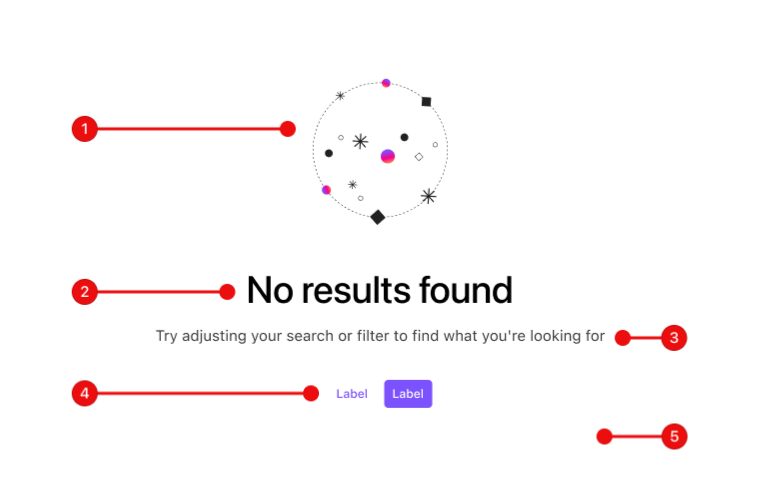 1
2 No results found
Try adjusting your search or filter to find what you're looking for 3
4 Label Label
5